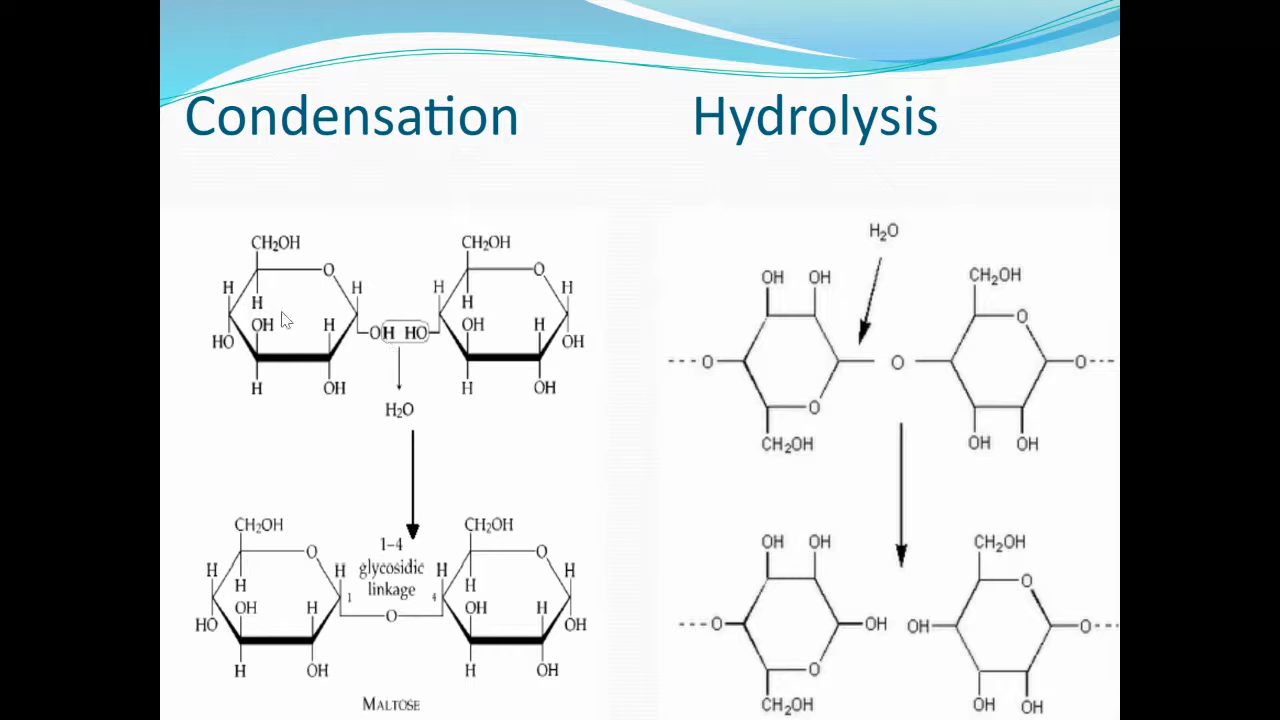 Condensation
Hydrolysis
CH₂OH
CH₂OH
O
O
H
H
H
H
H
H
OH
H
OH
H
HO
OH HO
OH
H
OH
H
OH
H₂O
CH₂OH
CH₂OH
1–4
glycosidic
linkage
O
O
H
H
H
H
H
H
1
4
OH
H
OH
H
HO
O
OH
H
OH
H
OH
MALTOSE
H₂O
OH
OH
CH₂OH
O
O
O
O
O
CH₂OH
OH
OH
OH
OH
CH₂OH
O
O
OH
OH
O
O
CH₂OH
OH
OH